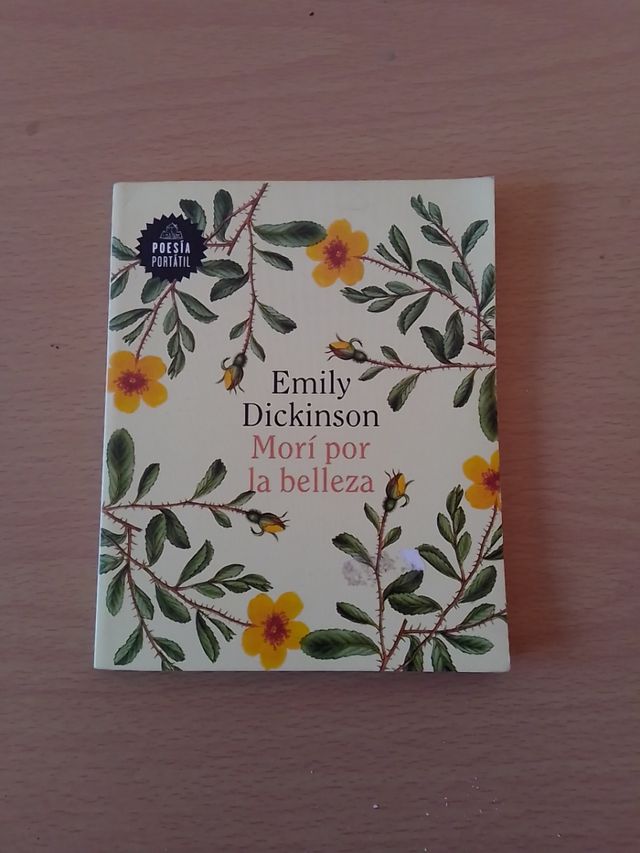 POESÍA
PORTÁTIL
Emily
Dickinson
Morí por
la belleza